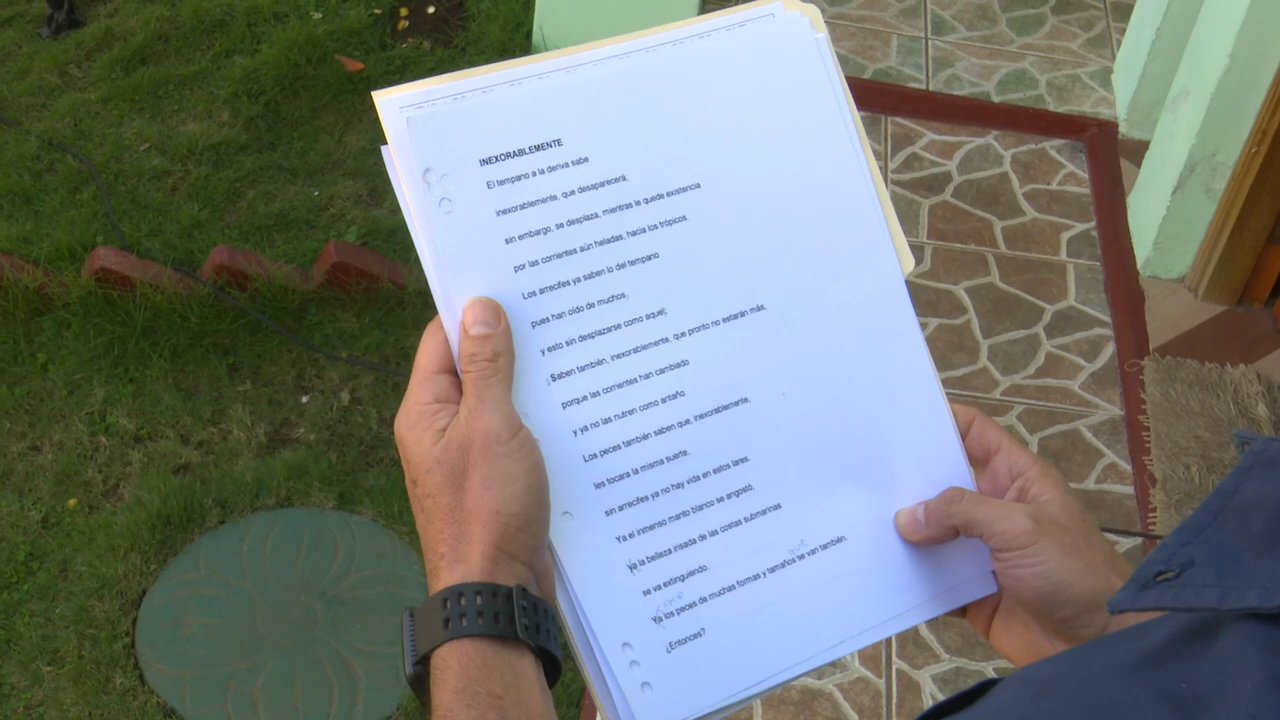 INEXORABLEMENTE
El tempano a la deriva sabe
inexorablemente, que desaparecerá;
sin embargo, se desplaza, mientras le quede existencia
por las corrientes aún heladas, hacia los trópicos.
Los arrecifes ya saben lo del tempano
pues han oído de muchos,
y esto sin desplazarse como aquel;
Saben también, inexorablemente, que pronto no estarán más,
porque las corrientes han cambiado
y ya no las nutren como antaño.
Los peces también saben que, inexorablemente,
les tocara la misma suerte,
sin arrecifes ya no hay vida en estos lares.
Ya el inmenso manto blanco se angostó,
ya la belleza irisada de las costas submarinas
se va extinguiendo.
Ya los peces de muchas formas y tamaños se van también.
¿Entonces?